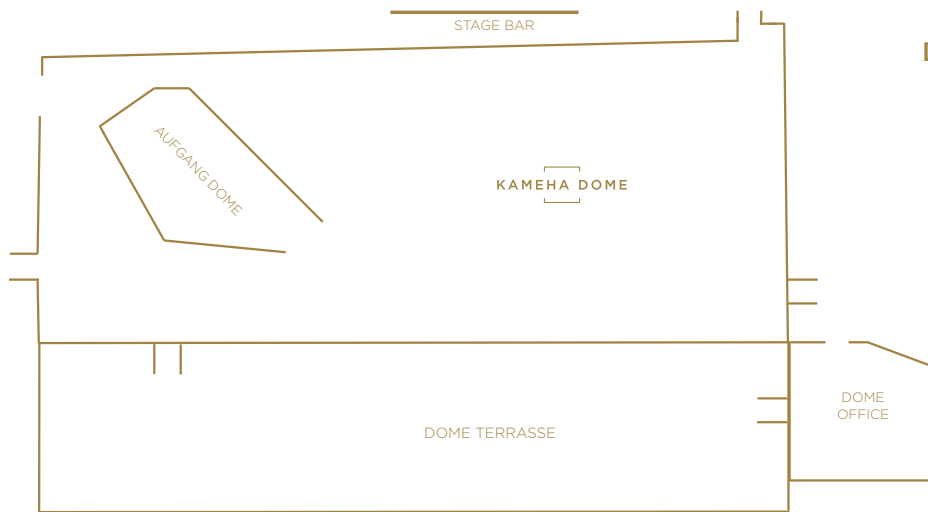 STAGE BAR
AUFGANG DOME
KAMEHA DOME
DOME
OFFICE
DOME TERRASSE